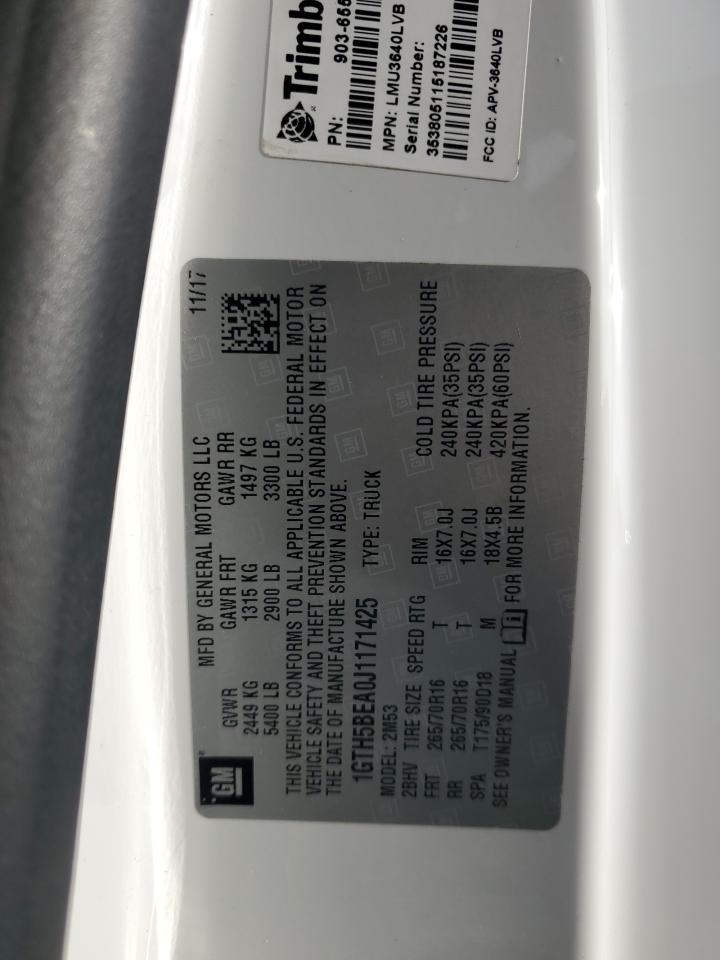 Trimb
PN: 903-655
MPN: LMU3640LVB
Serial Number:
353805115187226
FCC ID: APV-3640LVB
GM
MFD BY GENERAL MOTORS LLC 11/17
GVWR GAWR FRT GAWR RR
2449 KG 1315 KG 1497 KG
5400 LB 2900 LB 3300 LB
THIS VEHICLE CONFORMS TO ALL APPLICABLE U.S. FEDERAL MOTOR
VEHICLE SAFETY AND THEFT PREVENTION STANDARDS IN EFFECT ON
THE DATE OF MANUFACTURE SHOWN ABOVE.
1GTH5BEA0J1171425 TYPE: TRUCK
MODEL: 2M53
2BHV TIRE SIZE SPEED RTG RIM COLD TIRE PRESSURE
FRT 265/70R16 T 16X7.0J 240KPA(35PSI)
RR 265/70R16 T 16X7.0J 240KPA(35PSI)
SPA T175/90D18 M 18X4.5B 420KPA(60PSI)
SEE OWNER'S MANUAL i FOR MORE INFORMATION.